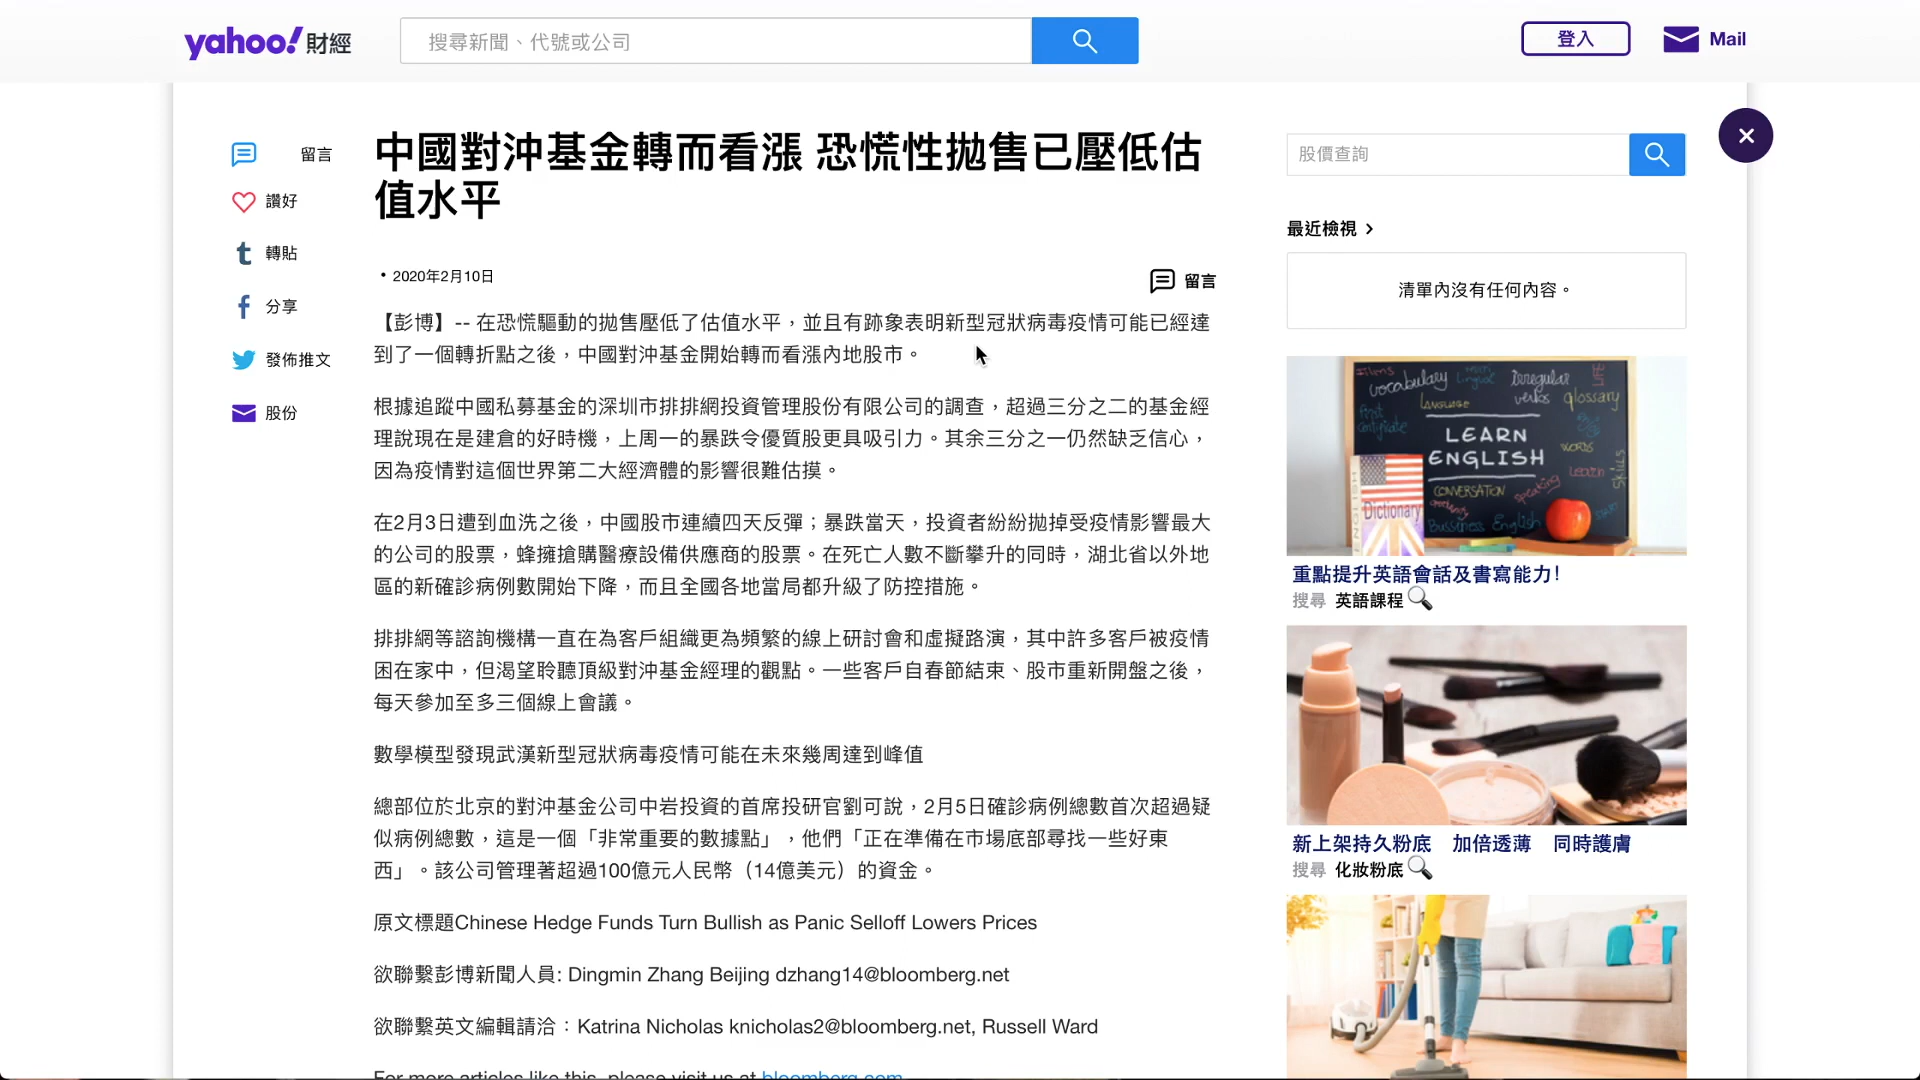 yahoo! 財經
搜尋新聞、代號或公司
登入
Mail
留言
讚好
轉貼
分享
發佈推文
股份
中國對沖基金轉而看漲 恐慌性拋售已壓低估
值水平
• 2020年2月10日
留言
【彭博】-- 在恐慌驅動的拋售壓低了估值水平，並且有跡象表明新型冠狀病毒疫情可能已經達
到了一個轉折點之後，中國對沖基金開始轉而看漲內地股市。
根據追蹤中國私募基金的深圳市排排網投資管理股份有限公司的調查，超過三分之二的基金經
理說現在是建倉的好時機，上周一的暴跌令優質股更具吸引力。其余三分之一仍然缺乏信心，
因為疫情對這個世界第二大經濟體的影響很難估摸。
在2月3日遭到血洗之後，中國股市連續四天反彈；暴跌當天，投資者紛紛拋掉受疫情影響最大
的公司的股票，蜂擁搶購醫療設備供應商的股票。在死亡人數不斷攀升的同時，湖北省以外地
區的新確診病例數開始下降，而且全國各地當局都升級了防控措施。
排排網等諮詢機構一直在為客戶組織更為頻繁的線上研討會和虛擬路演，其中許多客戶被疫情
困在家中，但渴望聆聽頂級對沖基金經理的觀點。一些客戶自春節結束、股市重新開盤之後，
每天參加至多三個線上會議。
數學模型發現武漢新型冠狀病毒疫情可能在未來幾周達到峰值
總部位於北京的對沖基金公司中岩投資的首席投研官劉可說，2月5日確診病例總數首次超過疑
似病例總數，這是一個「非常重要的數據點」，他們「正在準備在市場底部尋找一些好東
西」。該公司管理著超過100億元人民幣（14億美元）的資金。
原文標題Chinese Hedge Funds Turn Bullish as Panic Selloff Lowers Prices
欲聯繫彭博新聞人員: Dingmin Zhang Beijing dzhang14@bloomberg.net
欲聯繫英文編輯請洽：Katrina Nicholas knicholas2@bloomberg.net, Russell Ward
For more articles like this, please visit us at bloomberg.com
股價查詢
最近檢視
清單內沒有任何內容。
vocabulary
Irregular
verbs glossary
LANGUAGE
first
certificate
LEARN
ENGLISH
WORDS
Learn
SKILLS
CONVERSATION
speaking
Bussiness English
Dictionary
重點提升英語會話及書寫能力!
搜尋 英語課程
新上架持久粉底 加倍透薄 同時護膚
搜尋 化妝粉底